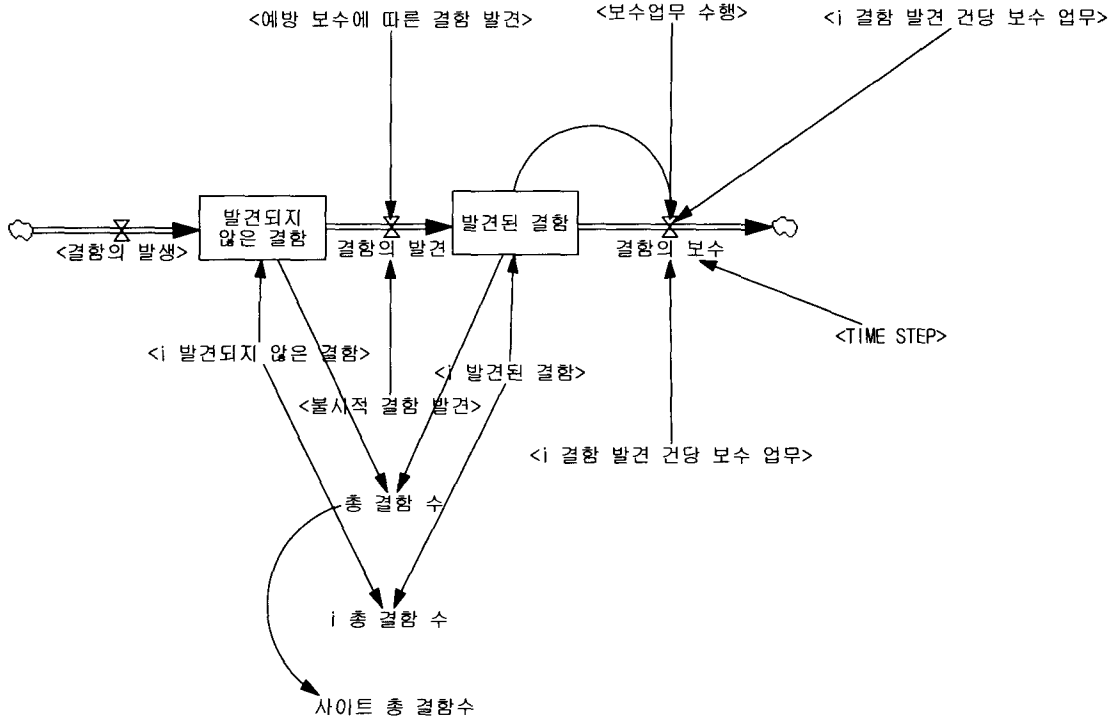 <예방 보수에 따른 결함 발견>
<보수업무 수행>
<i 결함 발견 건당 보수 업무>
발견되지
않은 결함
발견된 결함
<결함의 발생>
결함의 발견
결함의 보수
<TIME STEP>
<i 발견되지 않은 결함>
<i 발견된 결함>
<불시적 결함 발견>
<i 결함 발견 건당 보수 업무>
총 결함 수
i 총 결함 수
사이트 총 결함수